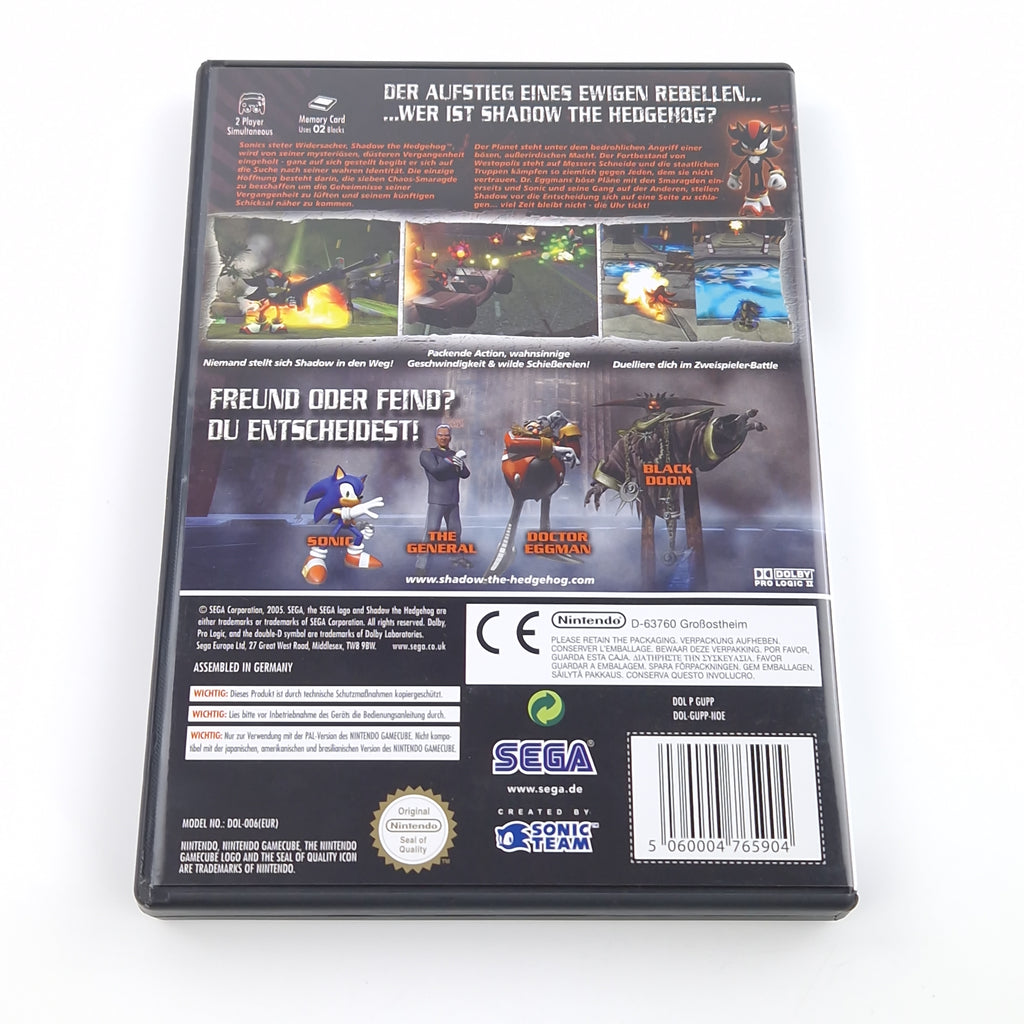 DER AUFSTIEG EINES EWIGEN REBELLEN...
...WER IST SHADOW THE HEDGEHOG?
2 Player
Simultaneous
Memory Card
Uses 02 Blocks
Sonics steter Widersacher, Shadow the Hedgehog™,
wird von seiner mysteriösen, düsteren Vergangenheit
eingeholt - ganz auf sich gestellt begibt er sich auf
die Suche nach seiner wahren Identität. Die einzige
Hoffnung besteht darin, die sieben Chaos-Smaragde
zu beschaffen um die Geheimnisse seiner
Vergangenheit zu lüften und seinem künftigen
Schicksal näher zu kommen.
Der Planet steht unter dem bedrohlichen Angriff einer
bösen, außerirdischen Macht. Der Fortbestand von
Westopolis steht auf Messers Schneide und die staatlichen
Truppen kämpfen so ziemlich gegen Jeden, dem sie nicht
vertrauen. Dr. Eggmans böse Pläne mit den Smaragden ein-
erseits und Sonic und seine Gang auf der Anderen, stellen
Shadow vor die Entscheidung sich auf eine Seite zu schla-
gen... viel Zeit bleibt nicht - die Uhr tickt!
Niemand stellt sich Shadow in den Weg!
Packende Action, wahnsinnige
Geschwindigkeit & wilde Schießereien!
Duelliere dich im Zweispieler-Battle
FREUND ODER FEIND?
DU ENTSCHEIDEST!
SONIC
THE
GENERAL
DOCTOR
EGGMAN
BLACK
DOOM
www.shadow-the-hedgehog.com
DOLBY
PRO LOGIC II
© SEGA Corporation, 2005. SEGA, the SEGA logo and Shadow the Hedgehog are
either trademarks or trademarks of SEGA Corporation. All rights reserved. Dolby,
Pro Logic, and the double-D symbol are trademarks of Dolby Laboratories.
Sega Europe Ltd, 27 Great West Road, Middlesex, TW8 9BW. www.sega.co.uk
ASSEMBLED IN GERMANY
CE
Nintendo D-63760 Großostheim
PLEASE RETAIN THE PACKAGING. VERPACKUNG AUFHEBEN.
CONSERVER L'EMBALLAGE. BEWAAR DEZE VERPAKKING. POR FAVOR,
GUARDA ESTA CAJA. ΔΙΑΤΗΡΗΣΤΕ ΤΗΝ ΣΥΣΚΕΥΑΣΙΑ. FAVOR
GUARDAR A EMBALAGEM. SPARA FÖRPACKNINGEN. GEM EMBALLAGEN.
SÄILYTÄ PAKKAUS. CONSERVA QUESTO INVOLUCRO.
WICHTIG: Dieses Produkt ist durch technische Schutzmaßnahmen kopiergeschützt.
WICHTIG: Lies bitte vor Inbetriebnahme des Geräts die Bedienungsanleitung durch.
WICHTIG: Nur zur Verwendung mit der PAL-Version des NINTENDO GAMECUBE. Nicht kompa-
tibel mit der japanischen, amerikanischen und brasilianischen Version des NINTENDO GAMECUBE.
DOL P GUPP
DOL-GUPP-NOE
SEGA®
www.sega.de
CREATED BY
SONIC
TEAM™
MODEL NO.: DOL-006(EUR)
NINTENDO, NINTENDO GAMECUBE, THE NINTENDO
GAMECUBE LOGO AND THE SEAL OF QUALITY ICON
ARE TRADEMARKS OF NINTENDO.
Original
Nintendo
Seal of
Quality
™
5 060004 765904